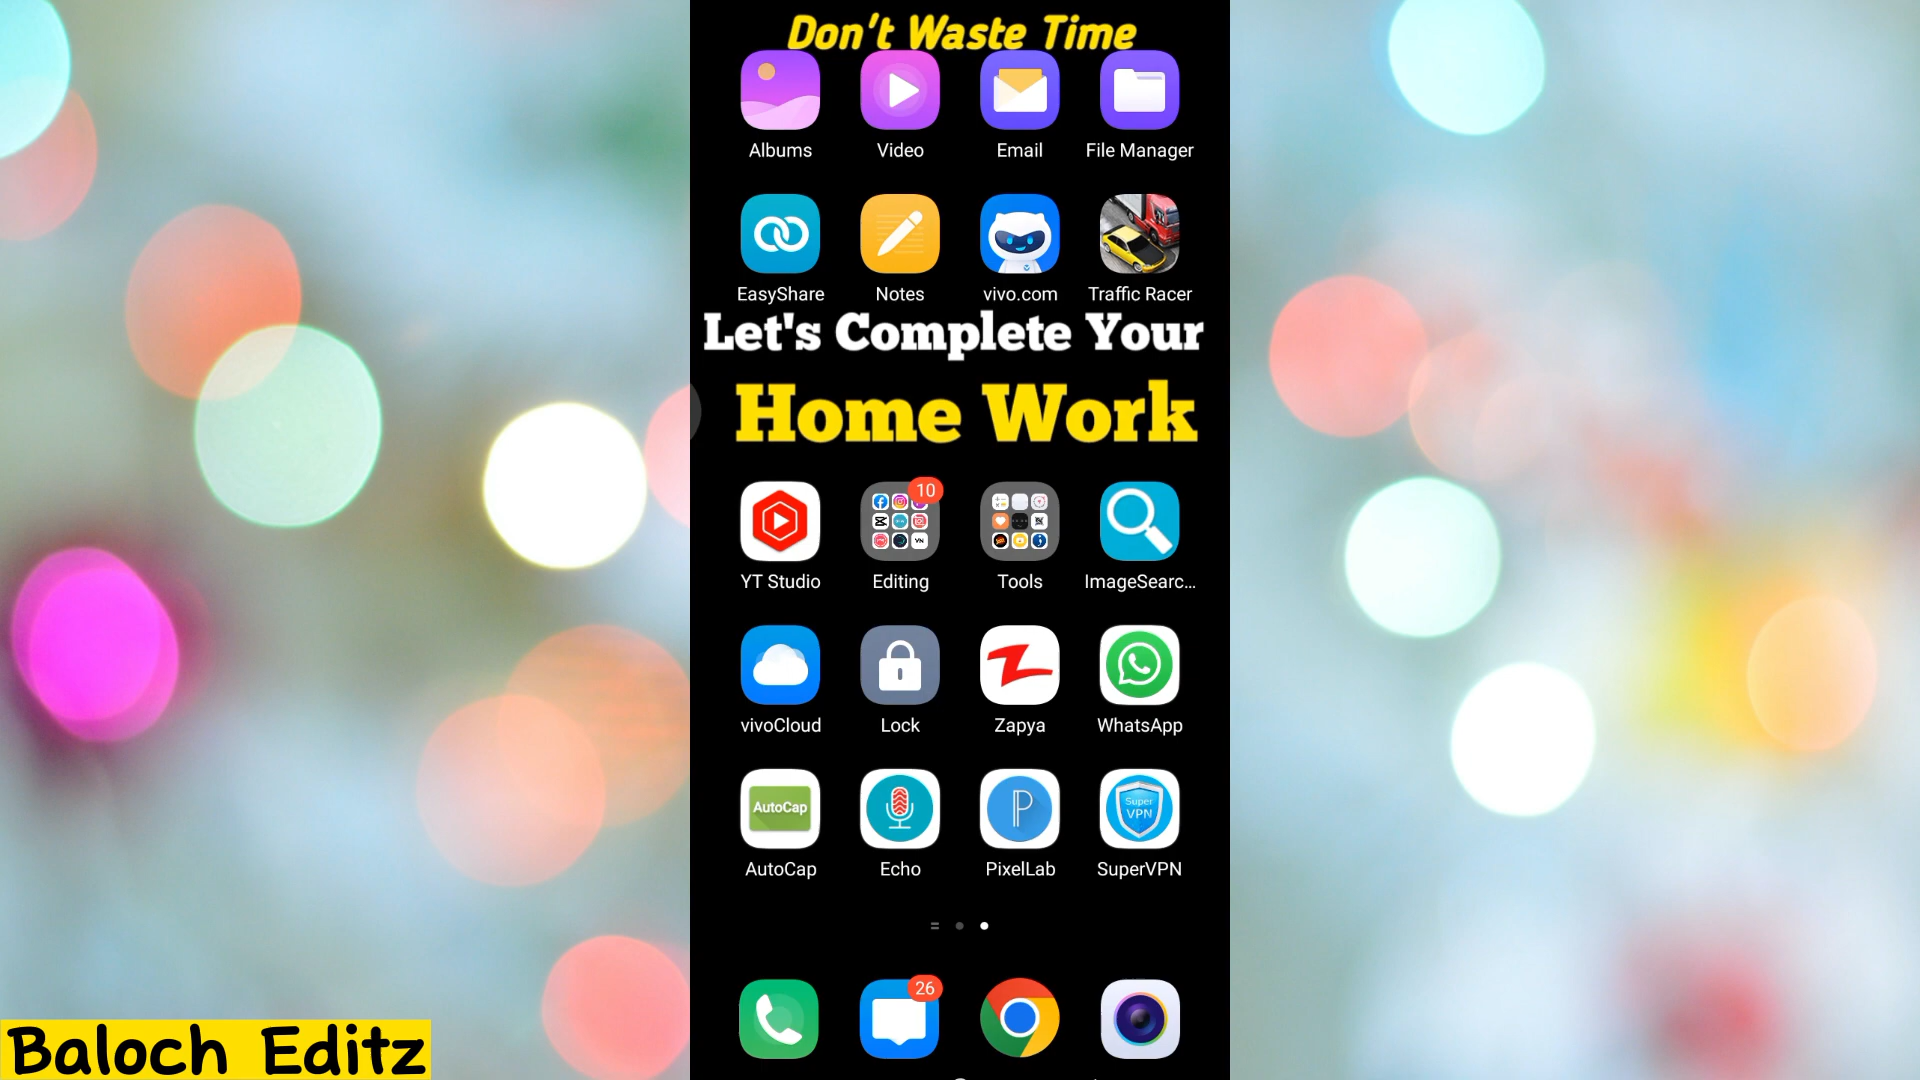 Don't Waste Time
Albums Video Email File Manager
EasyShare Notes vivo.com Traffic Racer
Let's Complete Your
Home Work
10
YT Studio Editing Tools ImageSearc...
vivoCloud Lock Zapya WhatsApp
AutoCap
Super
VPN
AutoCap Echo PixelLab SuperVPN
26
Baloch Editz